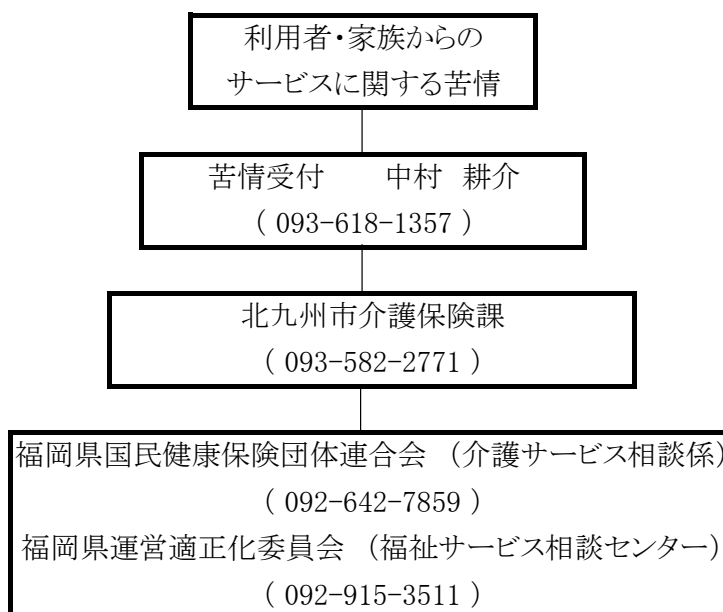 利用者・家族からの
サービスに関する苦情
苦情受付　　中村　耕介
（ 093-618-1357 ）
北九州市介護保険課
（ 093-582-2771 ）
福岡県国民健康保険団体連合会　（介護サービス相談係）
（ 092-642-7859 ）
福岡県運営適正化委員会　（福祉サービス相談センター）
（ 092-915-3511 ）